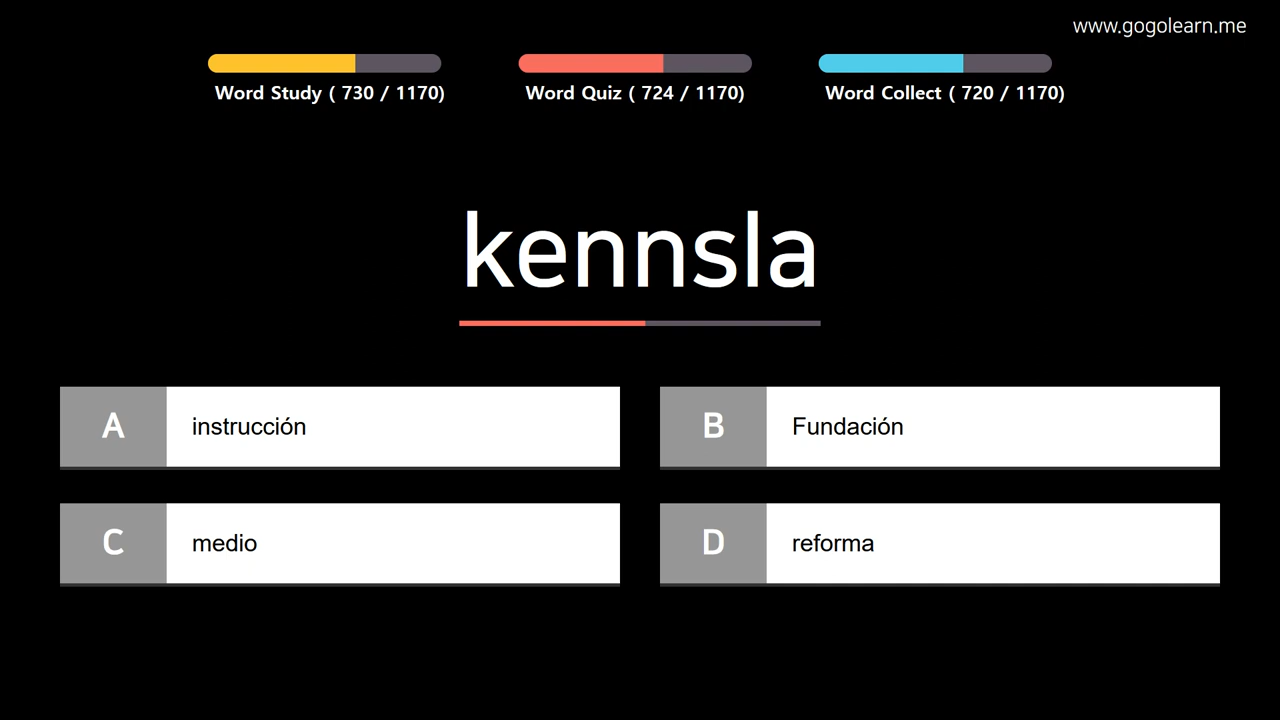 www.gogolearn.me
Word Study ( 730 / 1170)
Word Quiz ( 724 / 1170)
Word Collect ( 720 / 1170)
kennsla
A instrucción
B Fundación
C medio
D reforma